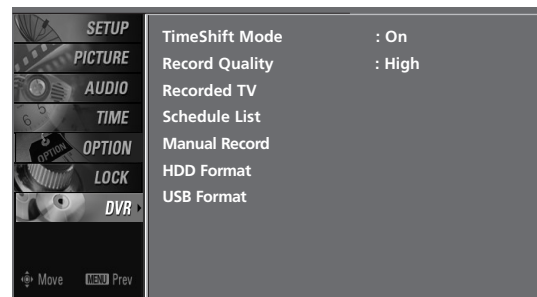 SETUP
PICTURE
AUDIO
TIME
OPTION
LOCK
DVR
Move MENU Prev
TimeShift Mode : On
Record Quality : High
Recorded TV
Schedule List
Manual Record
HDD Format
USB Format